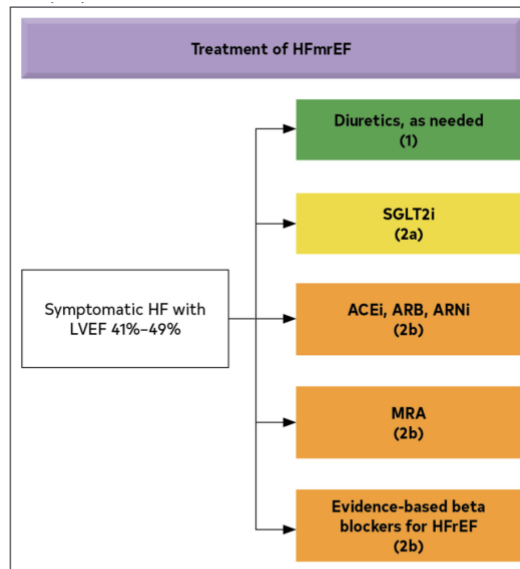 Treatment of HFmrEF
Diuretics, as needed
(1)
SGLT2i
(2a)
Symptomatic HF with
LVEF 41%–49%
ACEi, ARB, ARNi
(2b)
MRA
(2b)
Evidence-based beta
blockers for HFrEF
(2b)